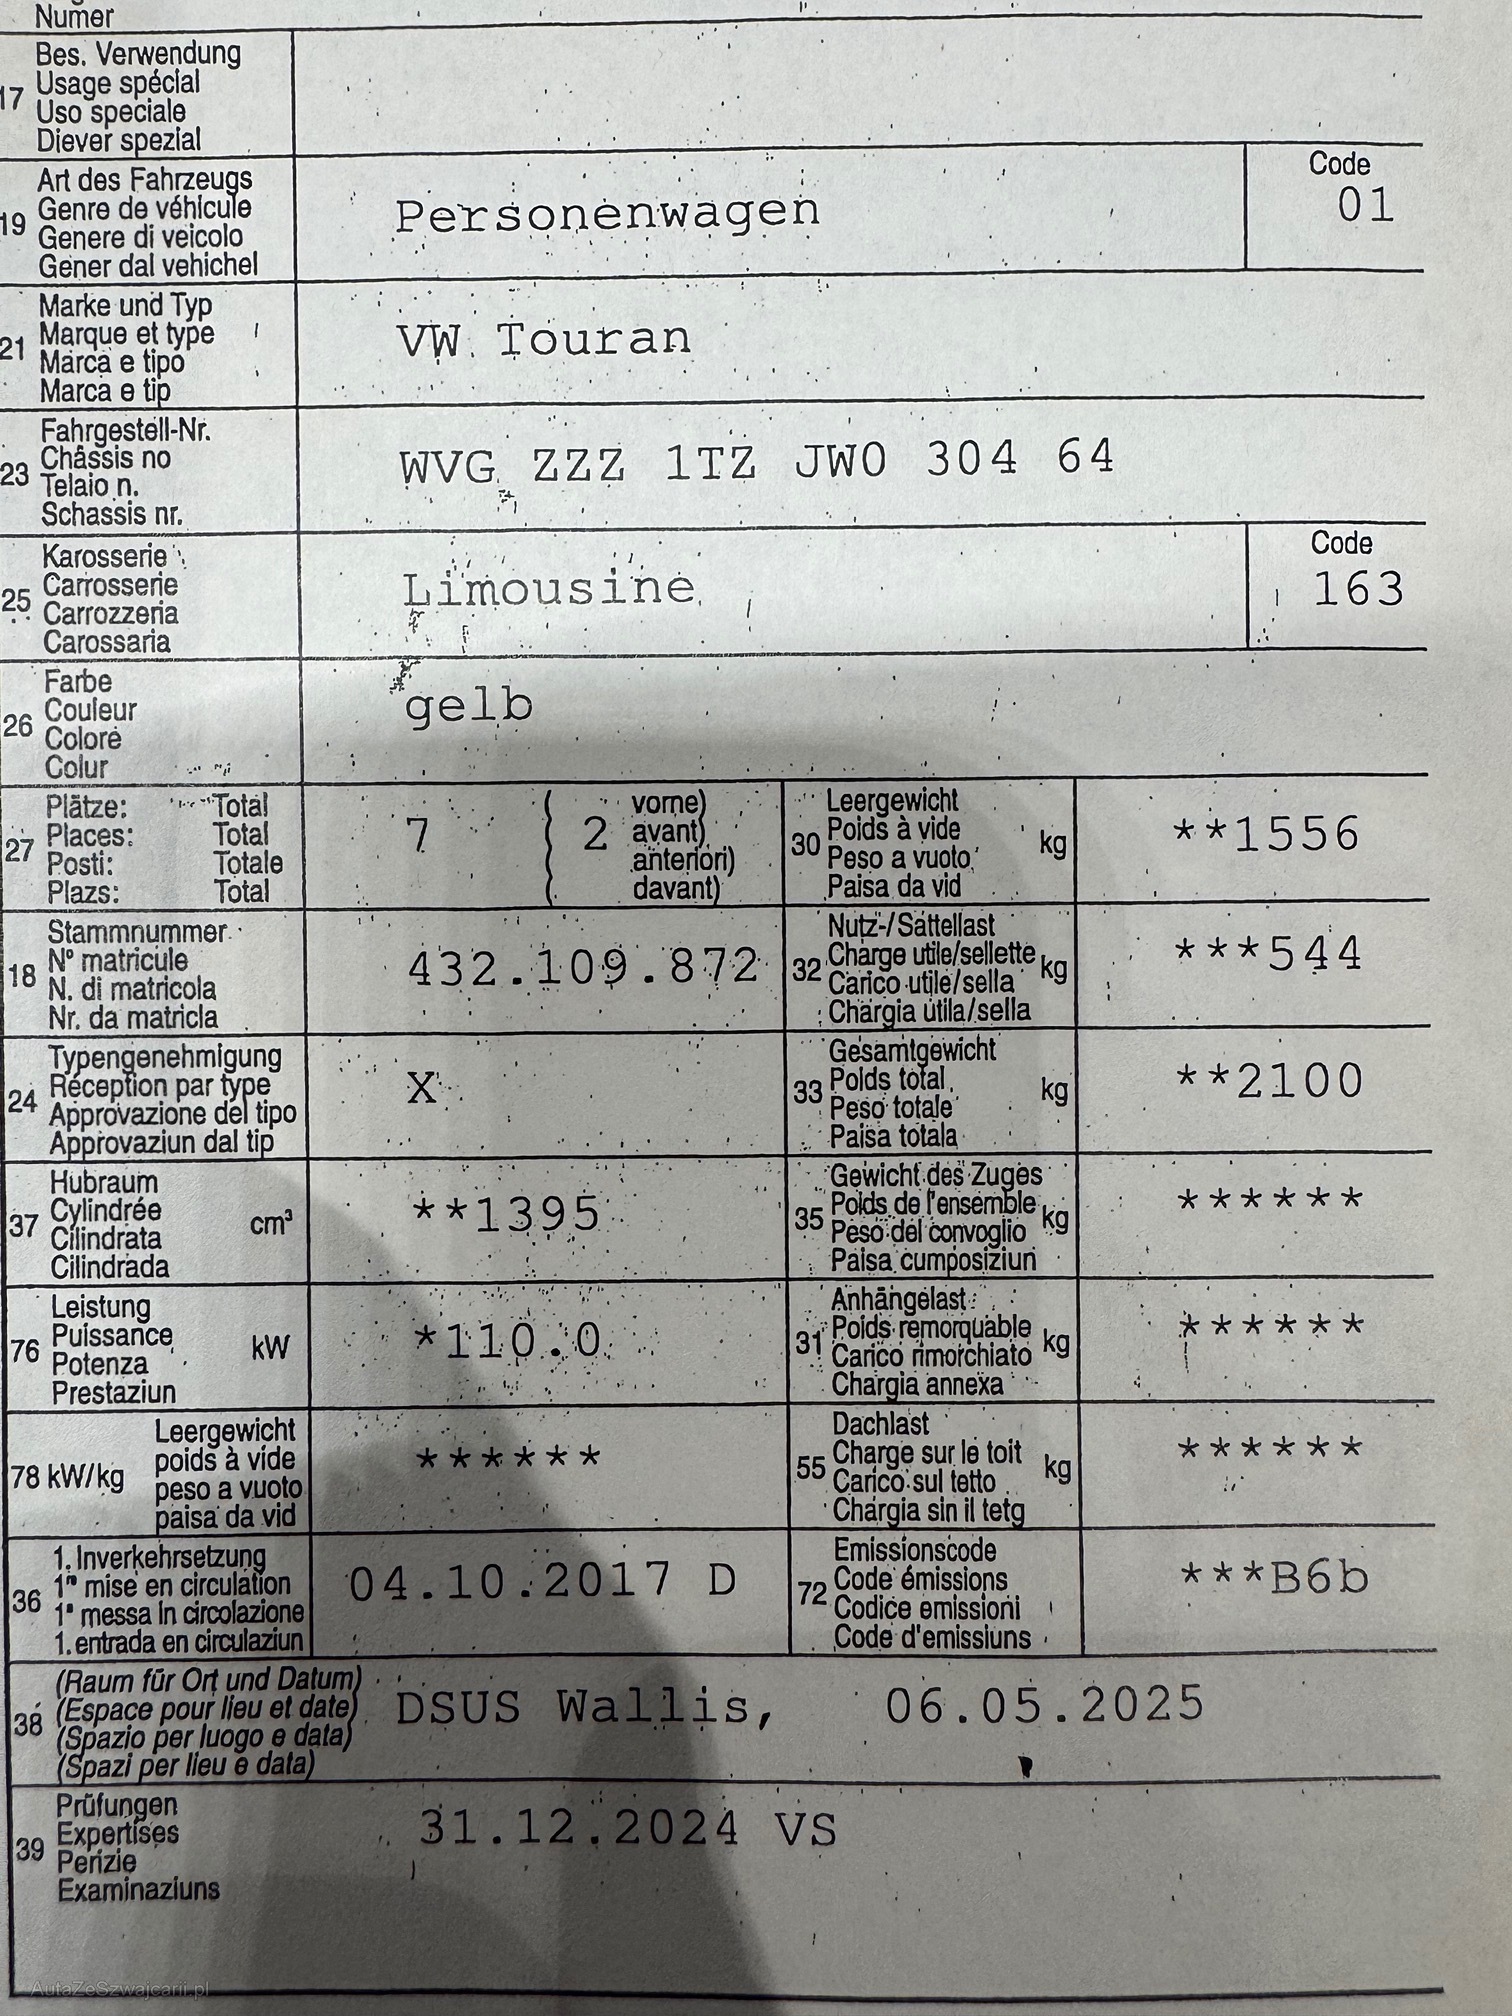 Numer
17 Bes. Verwendung
Usage spécial
Uso speciale
Diever spezial
19 Art des Fahrzeugs
Genre de véhicule
Genere di veicolo
Gener dal vehichel
Personenwagen
Code
01
21 Marke und Typ
Marque et type
Marca e tipo
Marca e tip
VW Touran
23 Fahrgestell-Nr.
Châssis no
Telaio n.
Schassis nr.
WVG ZZZ 1TZ JW0 304 64
25 Karosserie
Carrosserie
Carrozzeria
Carossaria
Limousine
Code
163
26 Farbe
Couleur
Colore
Colur
gelb
27 Plätze: Total
Places: Total
Posti: Totale
Plazs: Total
7 ( 2 vorne)
avant)
anteriori)
davant)
30 Leergewicht
Poids à vide
Peso a vuoto
Paisa da vid
kg
**1556
18 Stammnummer
N° matricule
N. di matricola
Nr. da matricla
432.109.872
32 Nutz-/Sattellast
Charge utile/sellette
Carico utile/sella
Chargia utila/sella
kg
***544
24 Typengenehmigung
Réception par type
Approvazione del tipo
Approvaziun dal tip
X
33 Gesamtgewicht
Poids total
Peso totale
Paisa totala
kg
**2100
37 Hubraum
Cylindrée
Cilindrata
Cilindrada
cm³
**1395
35 Gewicht des Zuges
Poids de l'ensemble
Peso del convoglio
Paisa cumposiziun
kg
******
76 Leistung
Puissance
Potenza
Prestaziun
kW
*110.0
31 Anhängelast
Poids remorquable
Carico rimorchiato
Chargia annexa
kg
******
78 kW/kg
Leergewicht
poids à vide
peso a vuoto
paisa da vid
******
55 Dachlast
Charge sur le toit
Carico sul tetto
Chargia sin il tetg
kg
******
36 1. Inverkehrsetzung
1re mise en circulation
1a messa in circolazione
1. entrada en circulaziun
04.10.2017 D
72 Emissionscode
Code émissions
Codice emissioni
Code d'emissiuns
***B6b
38 (Raum für Ort und Datum)
(Espace pour lieu et date)
(Spazio per luogo e data)
(Spazi per lieu e data)
DSUS Wallis, 06.05.2025
39 Prüfungen
Expertises
Perizie
Examinaziuns
31.12.2024 VS
AutaZeSzwajcarii.pl